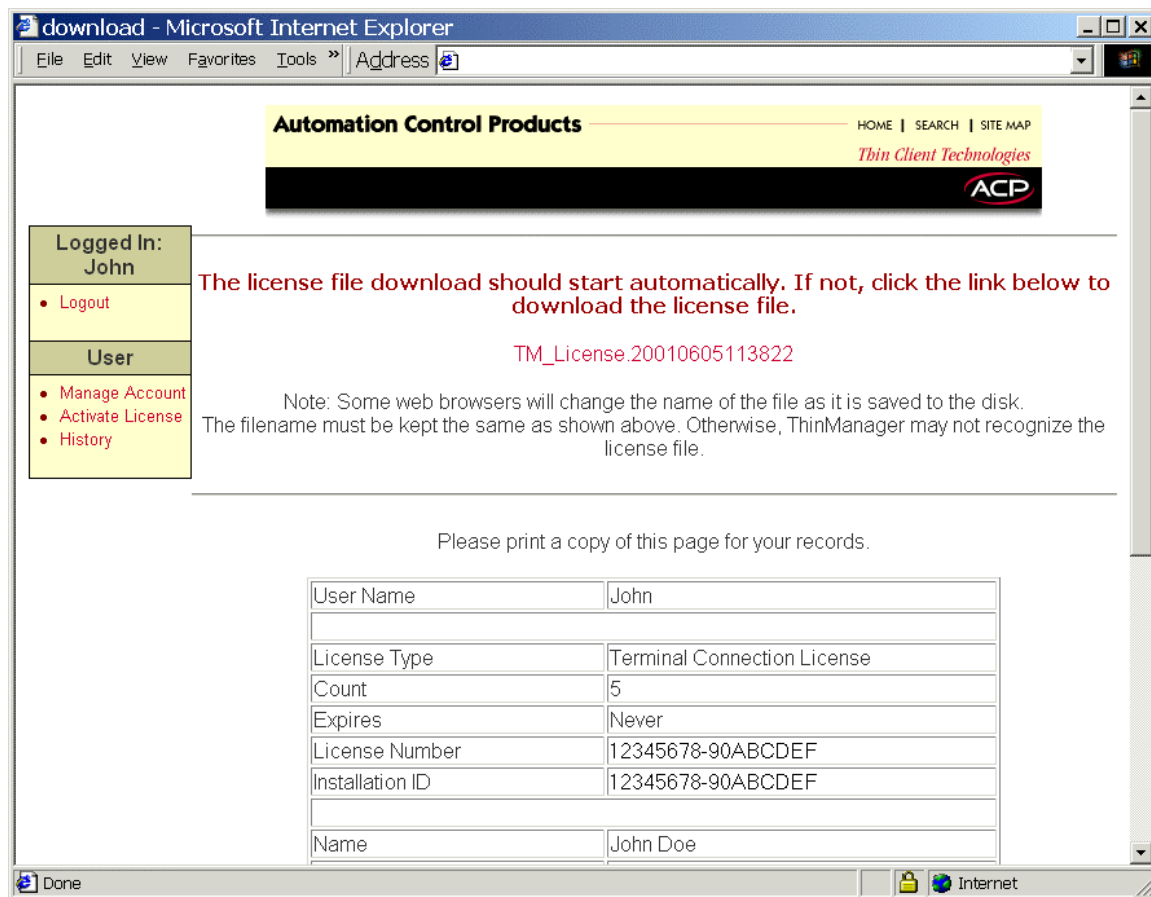 download - Microsoft Internet Explorer
File Edit View Favorites Tools » Address
Automation Control Products
HOME | SEARCH | SITE MAP
Thin Client Technologies
ACP
Logged In:
John
• Logout
User
• Manage Account
• Activate License
• History
The license file download should start automatically. If not, click the link below to
download the license file.
TM_License.20010605113822
Note: Some web browsers will change the name of the file as it is saved to the disk.
The filename must be kept the same as shown above. Otherwise, ThinManager may not recognize the
license file.
Please print a copy of this page for your records.
User Name John
License Type Terminal Connection License
Count 5
Expires Never
License Number 12345678-90ABCDEF
Installation ID 12345678-90ABCDEF
Name John Doe
Done Internet